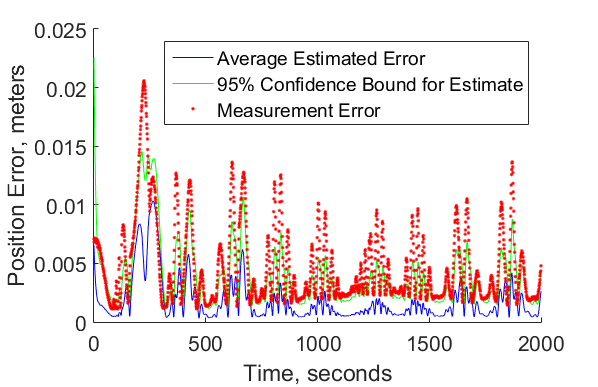 Position Error, meters
0.025
0.02
0.015
0.01
0.005
0
Average Estimated Error
95% Confidence Bound for Estimate
Measurement Error
0 500 1000 1500 2000
Time, seconds